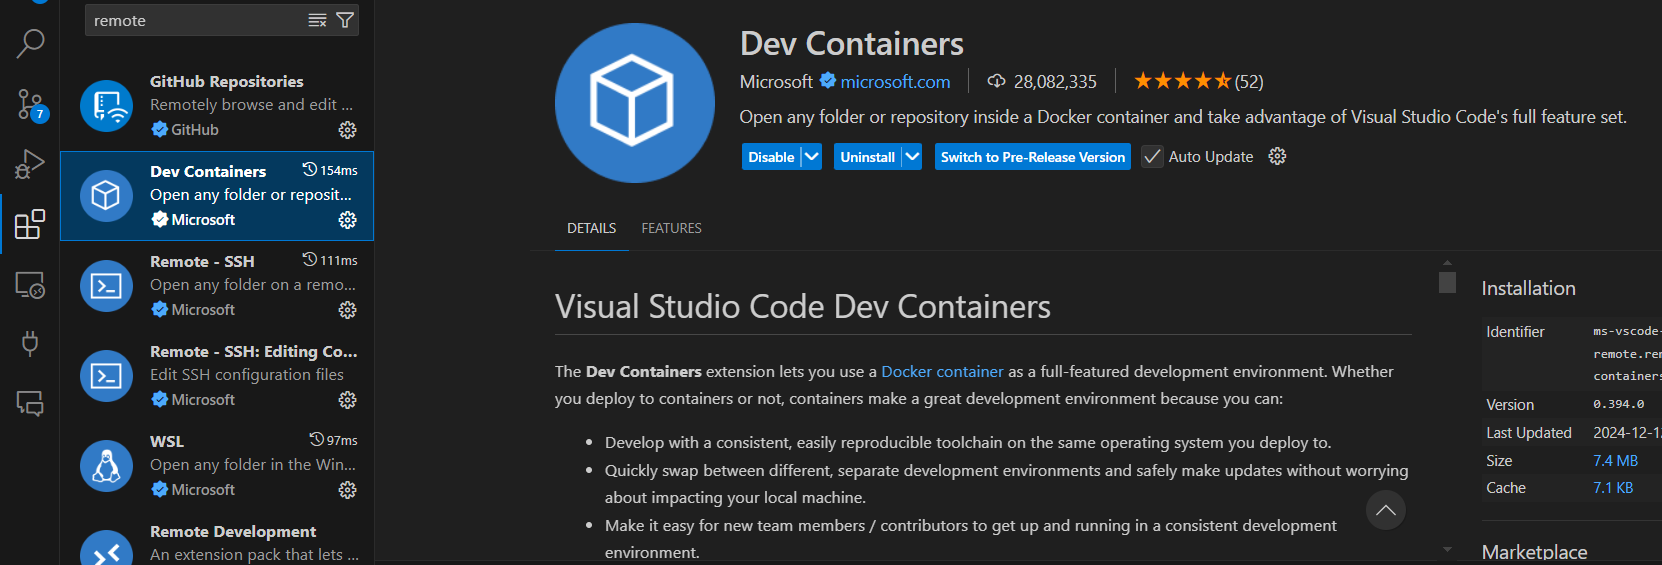 remote
7
GitHub Repositories
Remotely browse and edit ...
GitHub
Dev Containers 154ms
Open any folder or reposit...
Microsoft
Remote - SSH 111ms
Open any folder on a remo...
Microsoft
Remote - SSH: Editing Co...
Edit SSH configuration files
Microsoft
WSL 97ms
Open any folder in the Win...
Microsoft
Remote Development
An extension pack that lets ...
Dev Containers
Microsoft microsoft.com 28,082,335 (52)
Open any folder or repository inside a Docker container and take advantage of Visual Studio Code's full feature set.
Disable Uninstall Switch to Pre-Release Version Auto Update
DETAILS FEATURES
Visual Studio Code Dev Containers
The Dev Containers extension lets you use a Docker container as a full-featured development environment. Whether
you deploy to containers or not, containers make a great development environment because you can:
• Develop with a consistent, easily reproducible toolchain on the same operating system you deploy to.
• Quickly swap between different, separate development environments and safely make updates without worrying
about impacting your local machine.
• Make it easy for new team members / contributors to get up and running in a consistent development
environment.
Installation
Identifier ms-vscode-
remote.rem
containers
Version 0.394.0
Last Updated 2024-12-1
Size 7.4 MB
Cache 7.1 KB
Marketplace